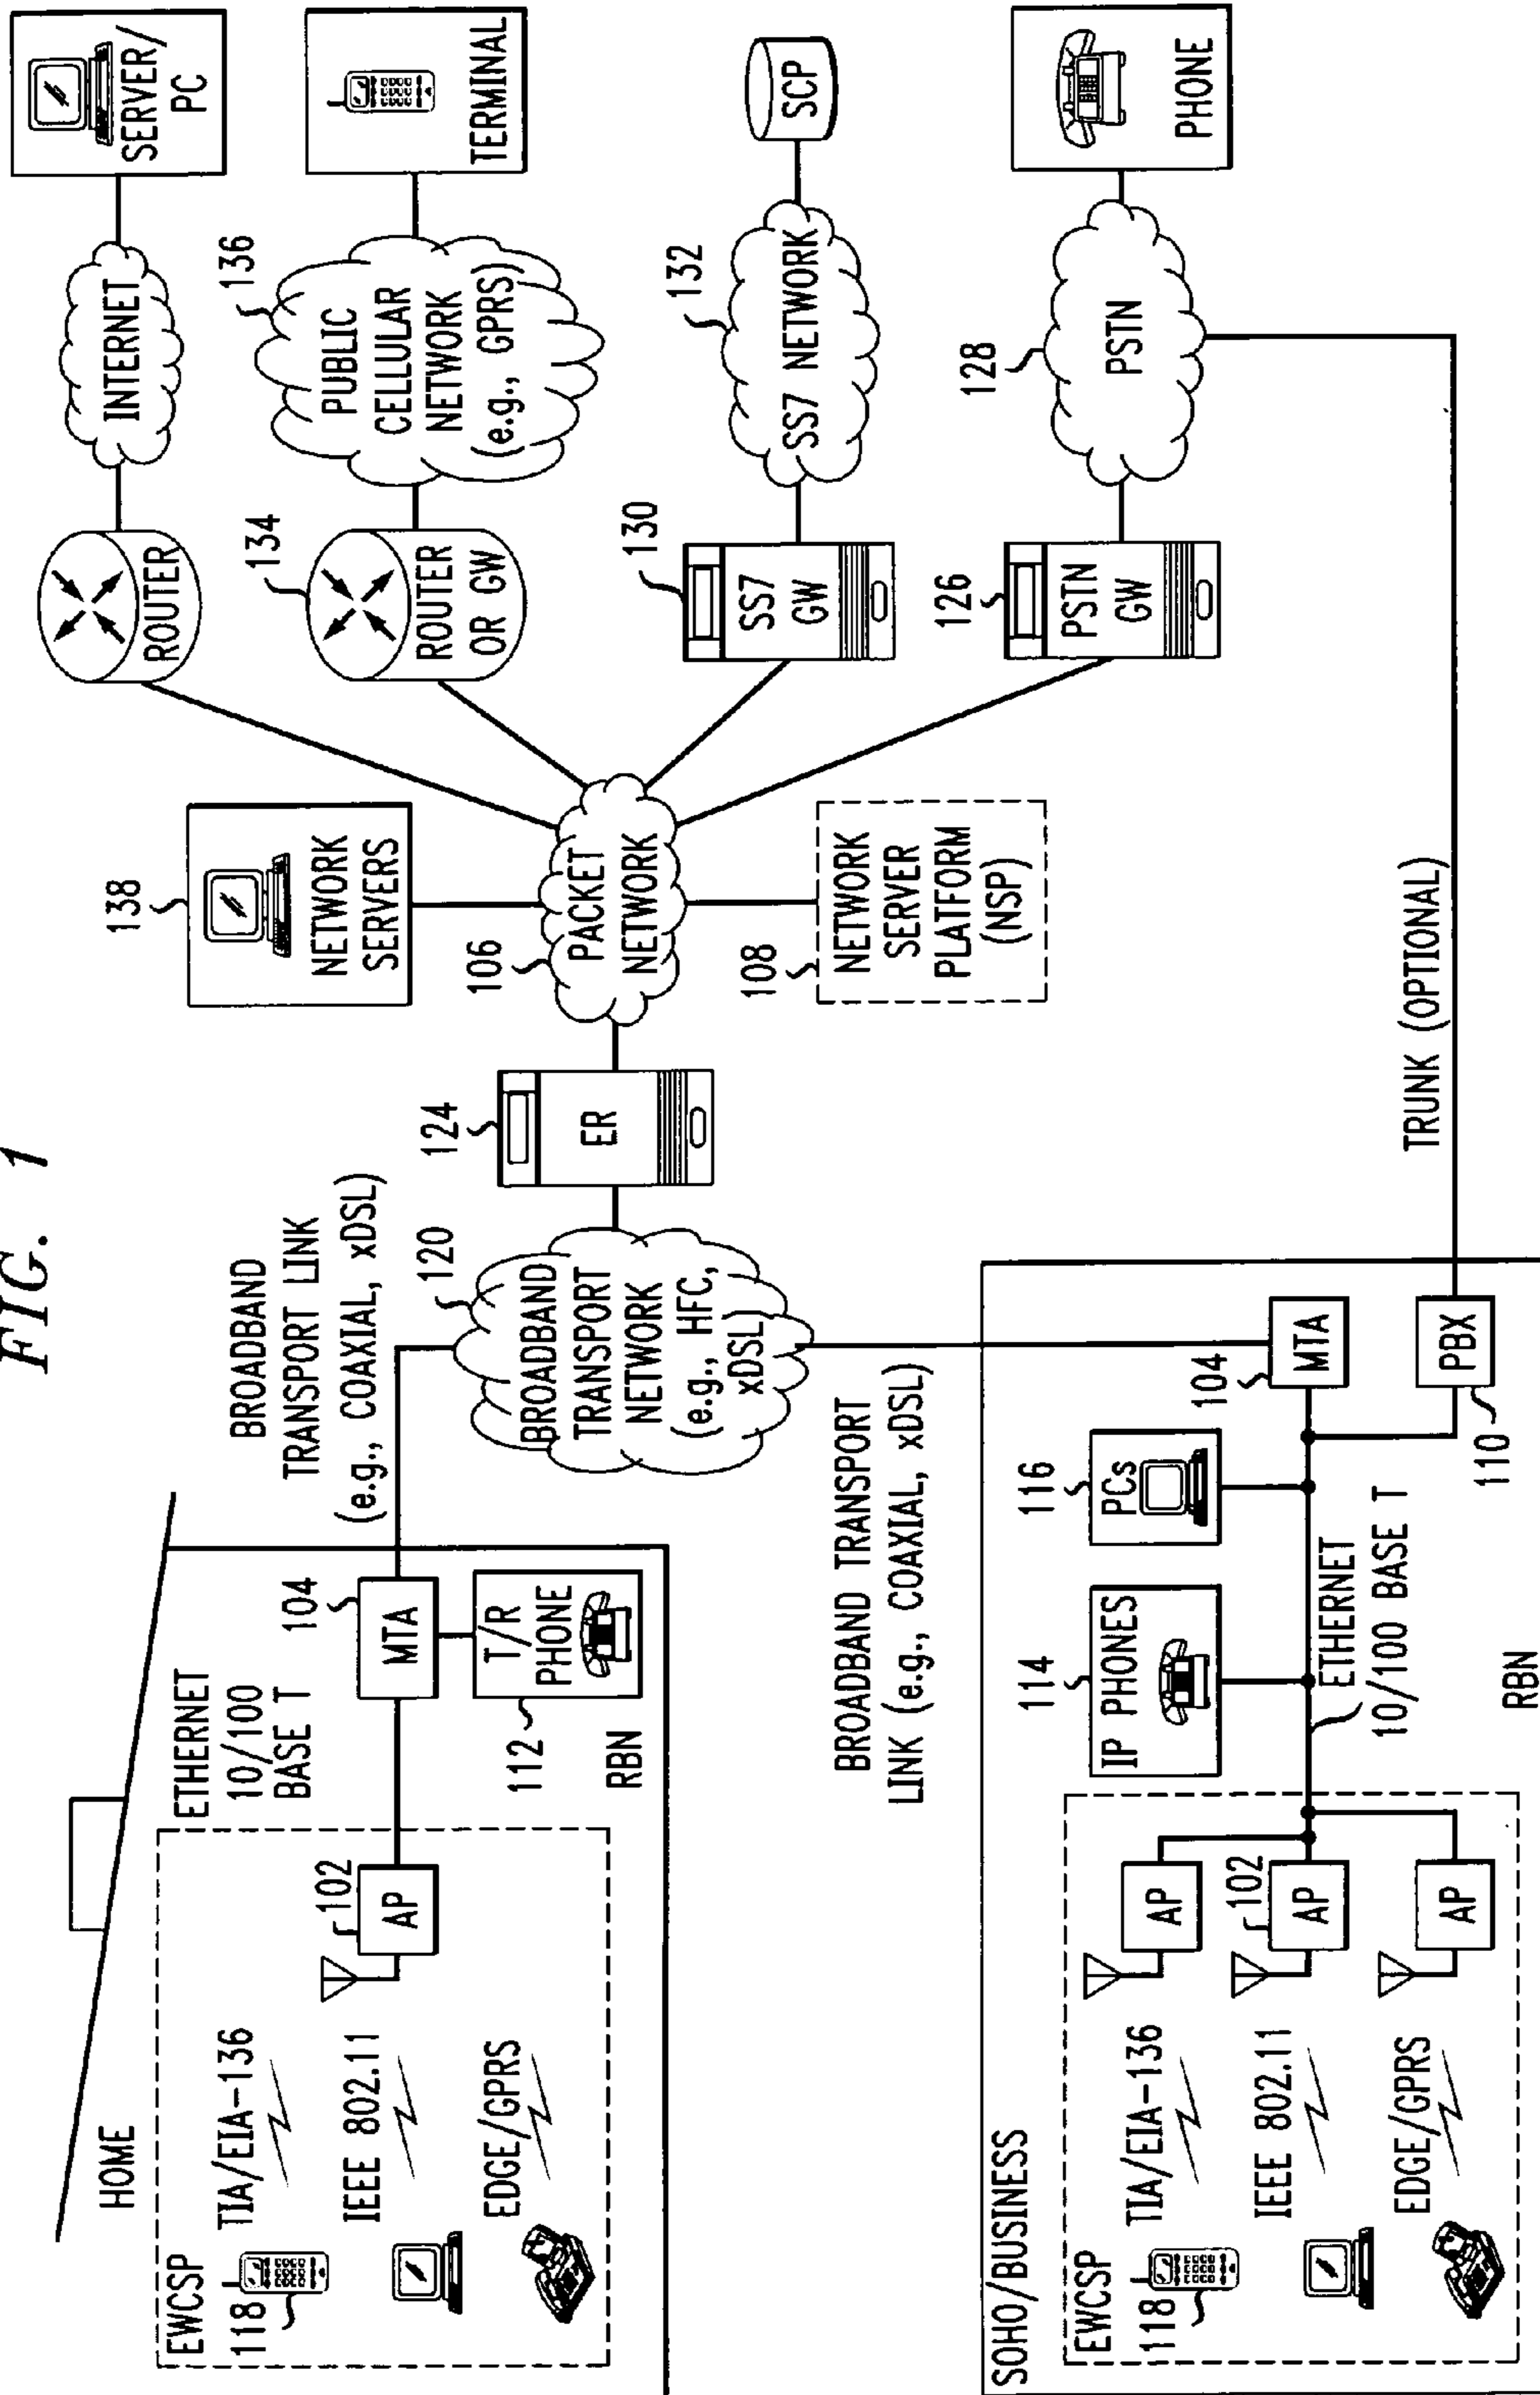 FIG. 1
HOME
EWCSP
118
TIA/EIA-136
IEEE 802.11
EDGE/GPRS
102
AP
ETHERNET
10/100
BASE T
104
MTA
112
T/R
PHONE
RBN
BROADBAND
TRANSPORT LINK
(e.g., COAXIAL, xDSL)
120
BROADBAND
TRANSPORT
NETWORK
(e.g., HFC,
xDSL)
124
ER
138
NETWORK
SERVERS
106
PACKET
NETWORK
108
NETWORK
SERVER
PLATFORM
(NSP)
ROUTER
INTERNET
SERVER/
PC
134
ROUTER
OR GW
136
PUBLIC
CELLULAR
NETWORK
(e.g., GPRS)
TERMINAL
130
SS7
GW
132
SS7 NETWORK
SCP
126
PSTN
GW
128
PSTN
PHONE
BROADBAND TRANSPORT
LINK (e.g., COAXIAL, xDSL)
TRUNK (OPTIONAL)
SOHO/BUSINESS
EWCSP
118
TIA/EIA-136
IEEE 802.11
EDGE/GPRS
AP
102
AP
AP
114
IP PHONES
116
PCs
104
MTA
ETHERNET
10/100 BASE T
110
PBX
RBN